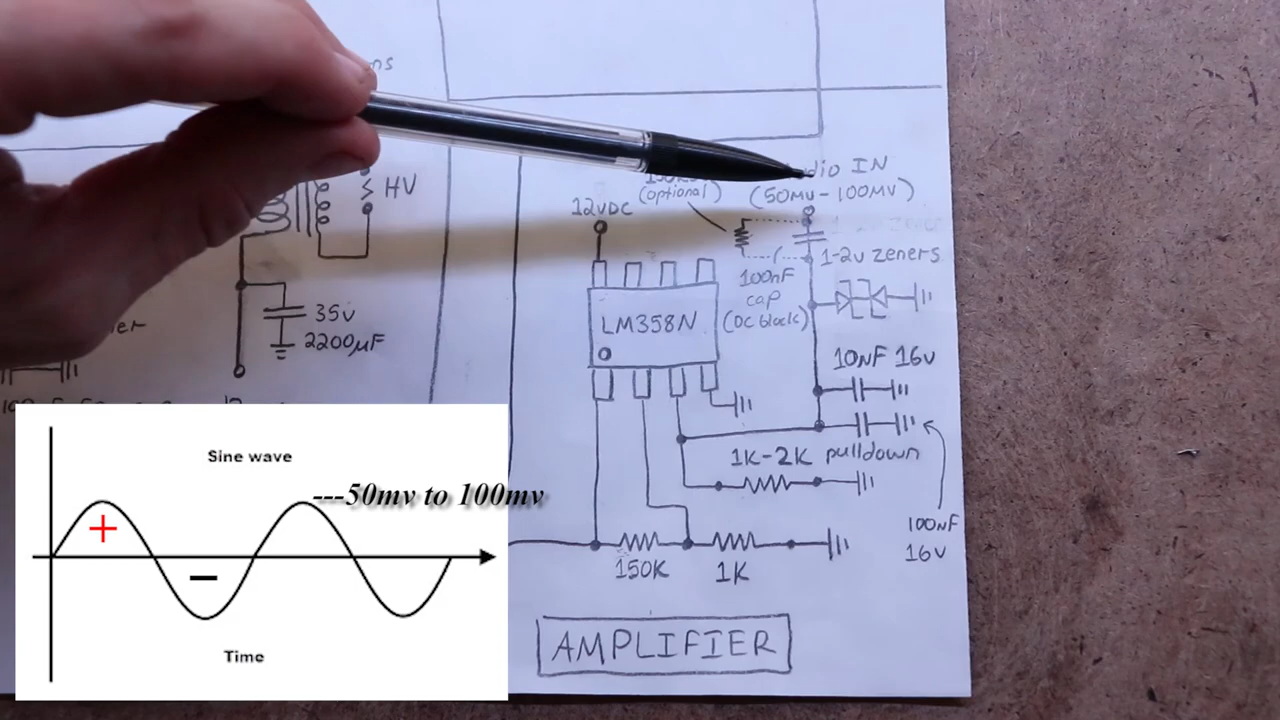 HV
35v
2200µF
dio IN
(optional)
(50MV-100MV)
12VDC
1-2v zeners
100nF
cap
(DC block)
LM358N
10NF 16v
1K-2K pulldown
100nF
16v
150K
1K
AMPLIFIER
Sine wave
---50mv to 100mv
+
−
Time